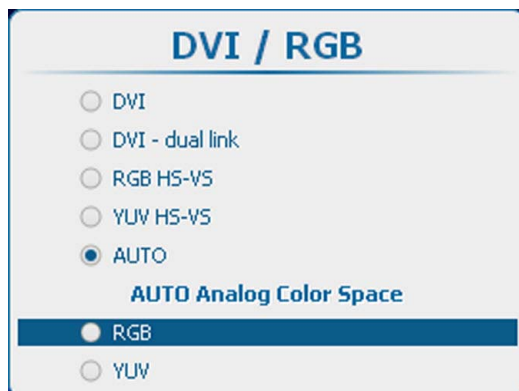 DVI / RGB
DVI
DVI - dual link
RGB HS-VS
YUV HS-VS
AUTO
AUTO Analog Color Space
RGB
YUV